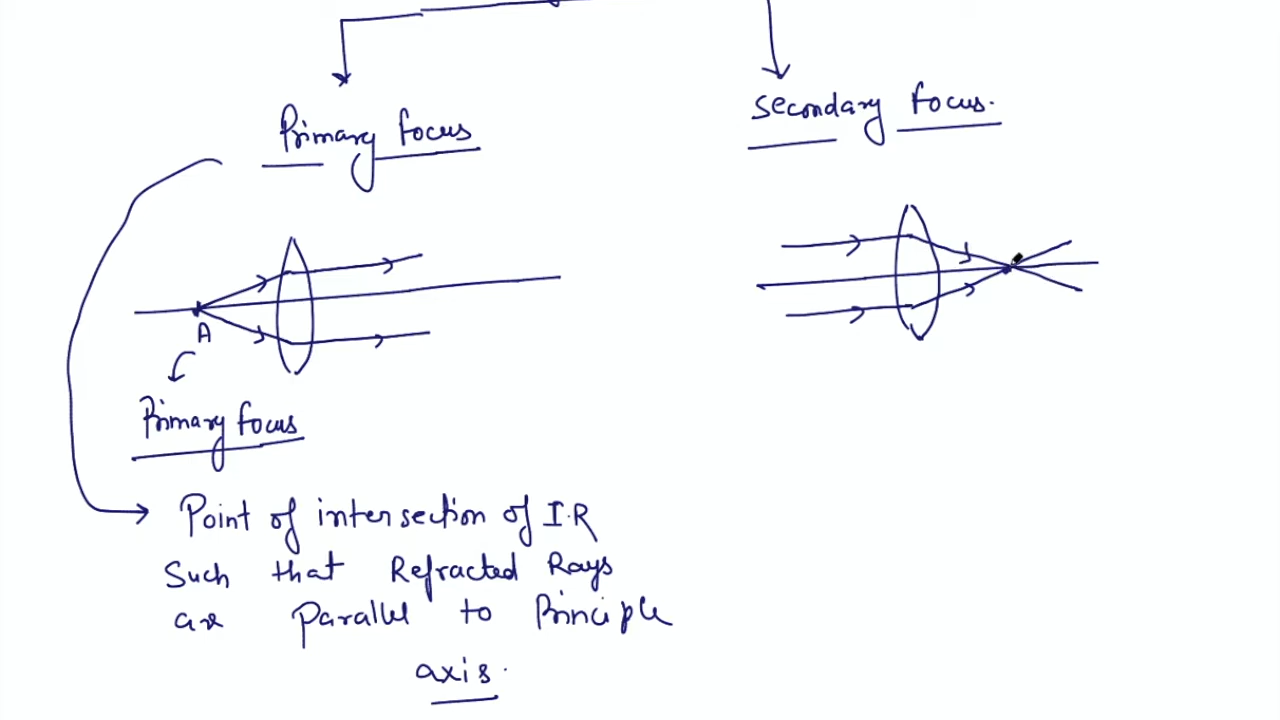 Primary focus
Secondary focus.
A
Primary focus
Point of intersection of I.R
Such that Refracted Rays
are Parallel to Principle
axis.